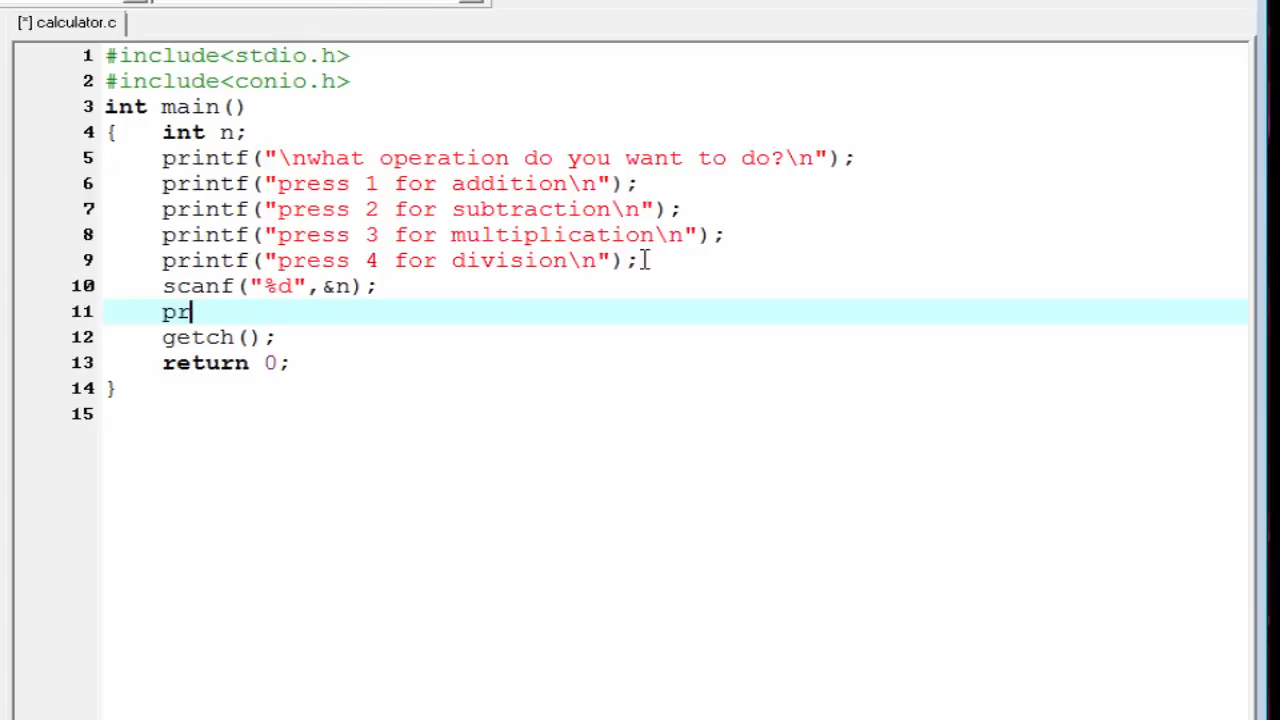 [*] calculator.c
1 #include<stdio.h>
2 #include<conio.h>
3 int main()
4 {    int n;
5     printf("\nwhat operation do you want to do?\n");
6     printf("press 1 for addition\n");
7     printf("press 2 for subtraction\n");
8     printf("press 3 for multiplication\n");
9     printf("press 4 for division\n");
10     scanf("%d",&n);
11     pr
12     getch();
13     return 0;
14 }
15